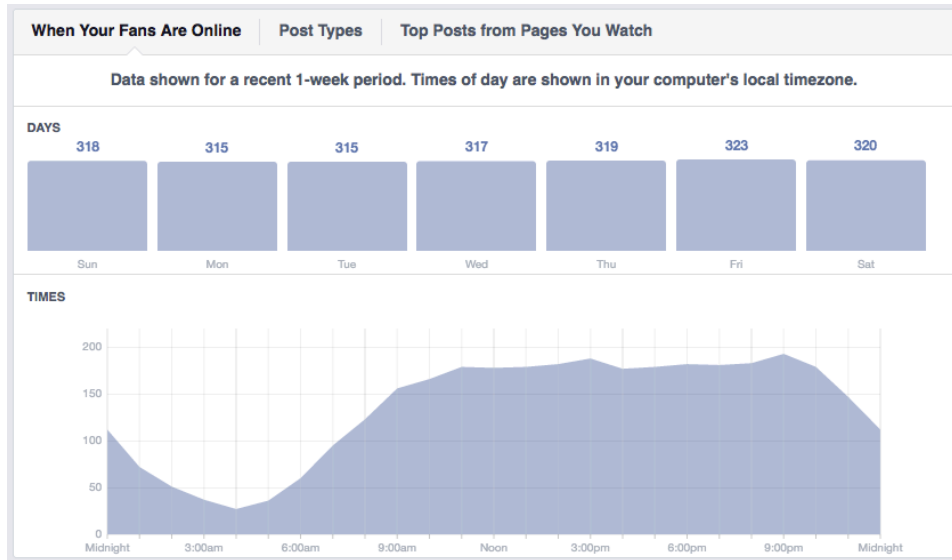 When Your Fans Are Online Post Types Top Posts from Pages You Watch
Data shown for a recent 1-week period. Times of day are shown in your computer's local timezone.
DAYS
318 315 315 317 319 323 320
Sun Mon Tue Wed Thu Fri Sat
TIMES
200
150
100
50
0
Midnight 3:00am 6:00am 9:00am Noon 3:00pm 6:00pm 9:00pm Midnight